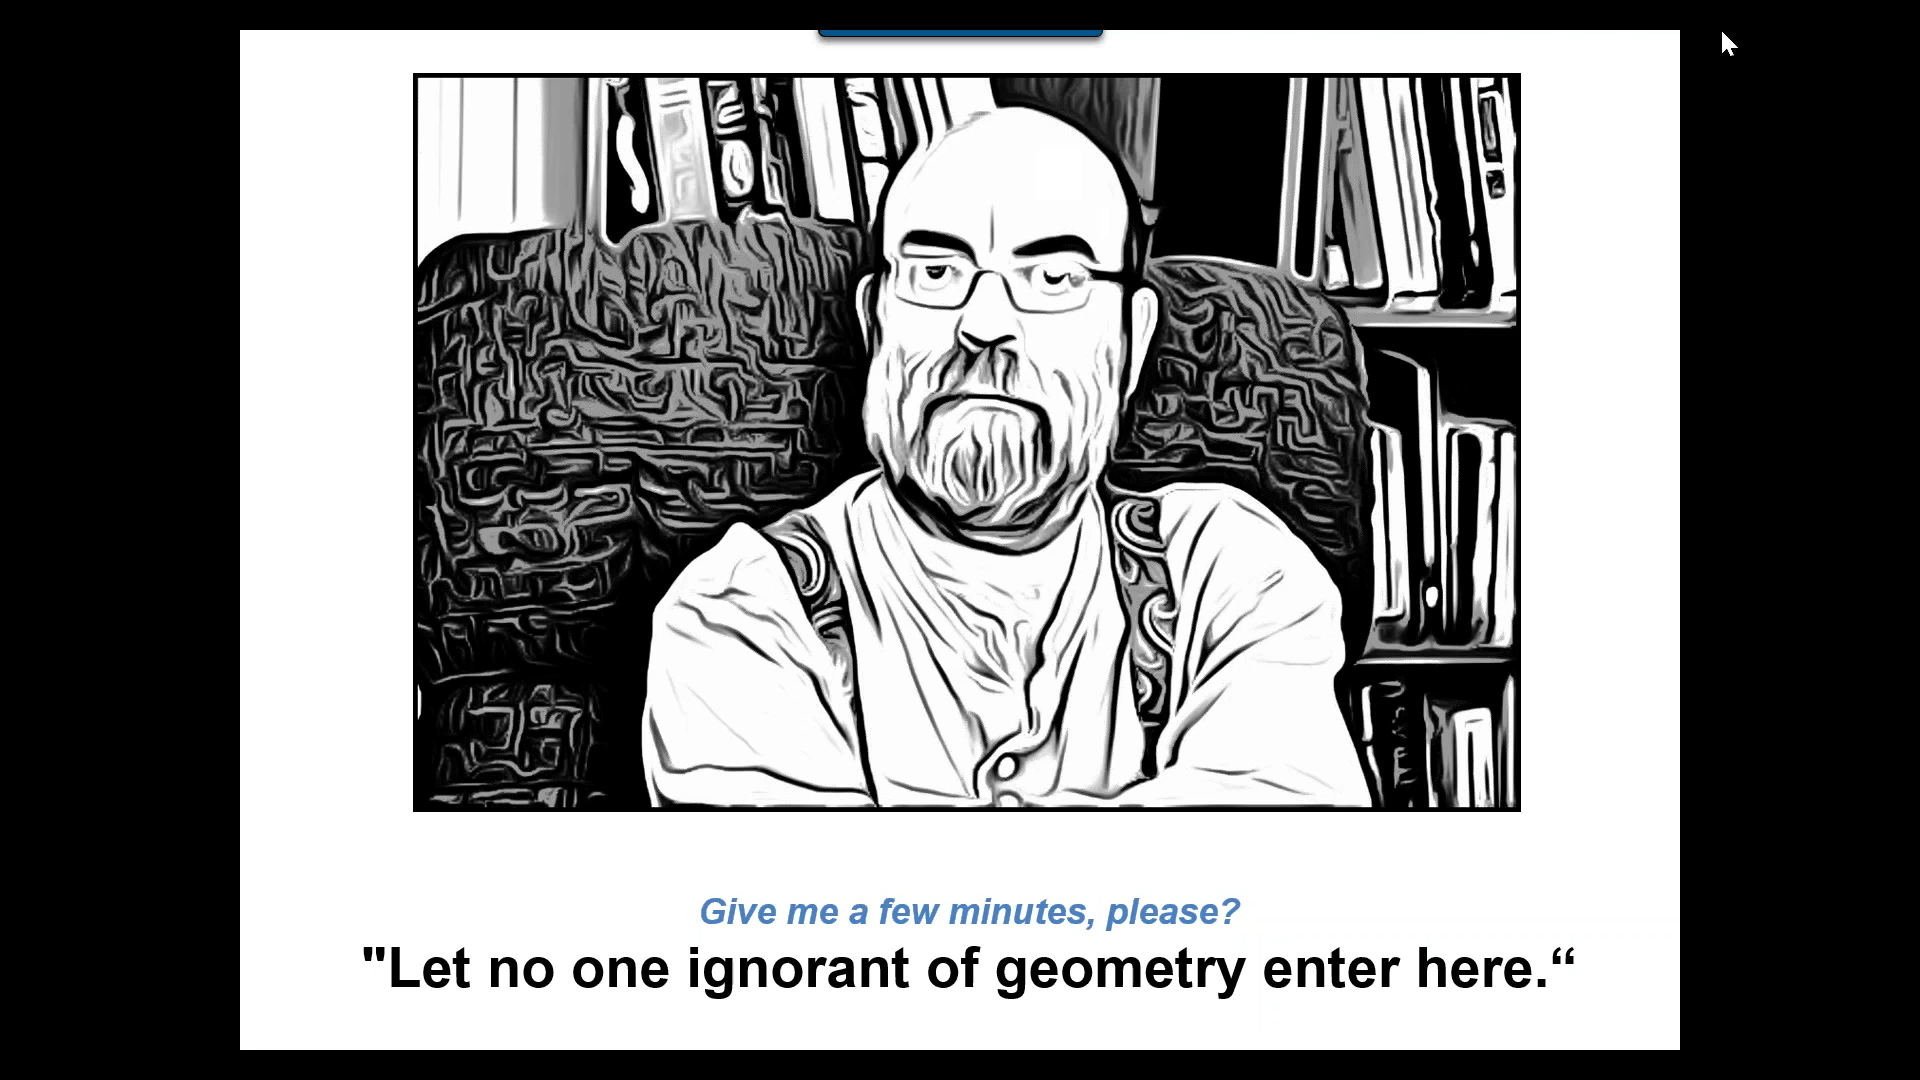 Give me a few minutes, please?
"Let no one ignorant of geometry enter here.“